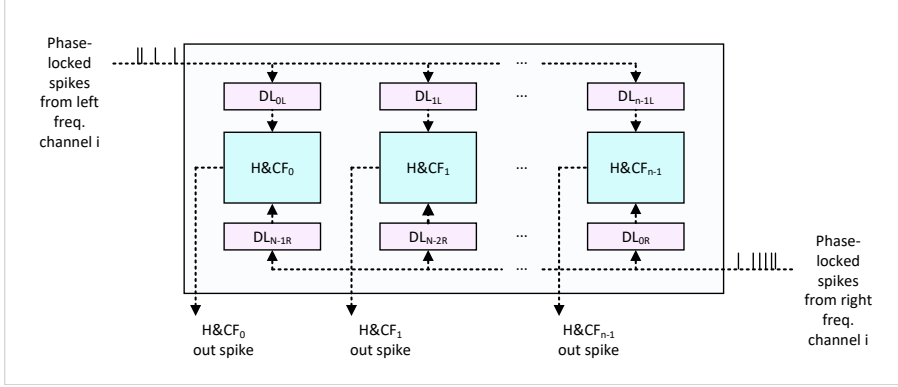 Phase-
locked
spikes
from left
freq.
channel i
...
DL0L
DL1L
...
DLn-1L
H&CF0
H&CF1
...
H&CFn-1
DLN-1R
DLN-2R
...
DL0R
...
Phase-
locked
spikes
from right
freq.
channel i
H&CF0
out spike
H&CF1
out spike
H&CFn-1
out spike